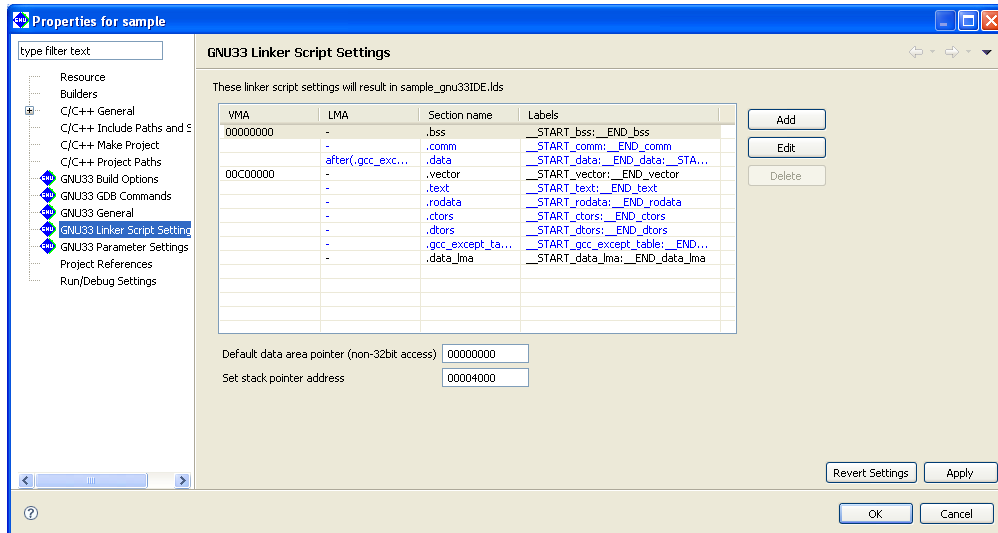 Properties for sample
type filter text
GNU33 Linker Script Settings
Resource
Builders
C/C++ General
C/C++ Include Paths and S
C/C++ Make Project
C/C++ Project Paths
GNU33 Build Options
GNU33 GDB Commands
GNU33 General
GNU33 Linker Script Setting
GNU33 Parameter Settings
Project References
Run/Debug Settings
These linker script settings will result in sample_gnu33IDE.lds
VMA LMA Section name Labels
00000000 - .bss __START_bss:__END_bss
- .comm __START_comm:__END_comm
after(.gcc_exc... .data __START_data:__END_data:__STA...
00C00000 - .vector __START_vector:__END_vector
- .text __START_text:__END_text
- .rodata __START_rodata:__END_rodata
- .ctors __START_ctors:__END_ctors
- .dtors __START_dtors:__END_dtors
- .gcc_except_ta... __START_gcc_except_table:__END...
- .data_lma __START_data_lma:__END_data_lma
Add
Edit
Delete
Default data area pointer (non-32bit access) 00000000
Set stack pointer address 00004000
Revert Settings Apply
OK Cancel